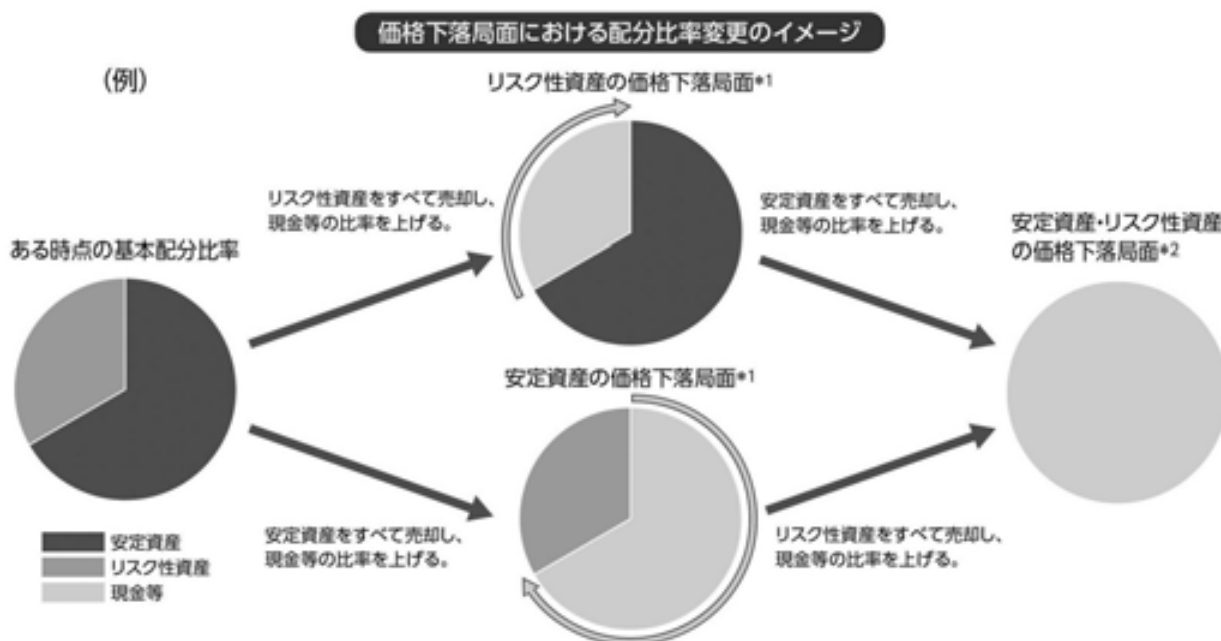 価格下落局面における配分比率変更のイメージ
(例)
リスク性資産の価格下落局面*1
リスク性資産をすべて売却し、
現金等の比率を上げる。
安定資産をすべて売却し、
現金等の比率を上げる。
安定資産・リスク性資産
の価格下落局面*2
ある時点の基本配分比率
安定資産の価格下落局面*1
安定資産をすべて売却し、
現金等の比率を上げる。
リスク性資産をすべて売却し、
現金等の比率を上げる。
安定資産
リスク性資産
現金等